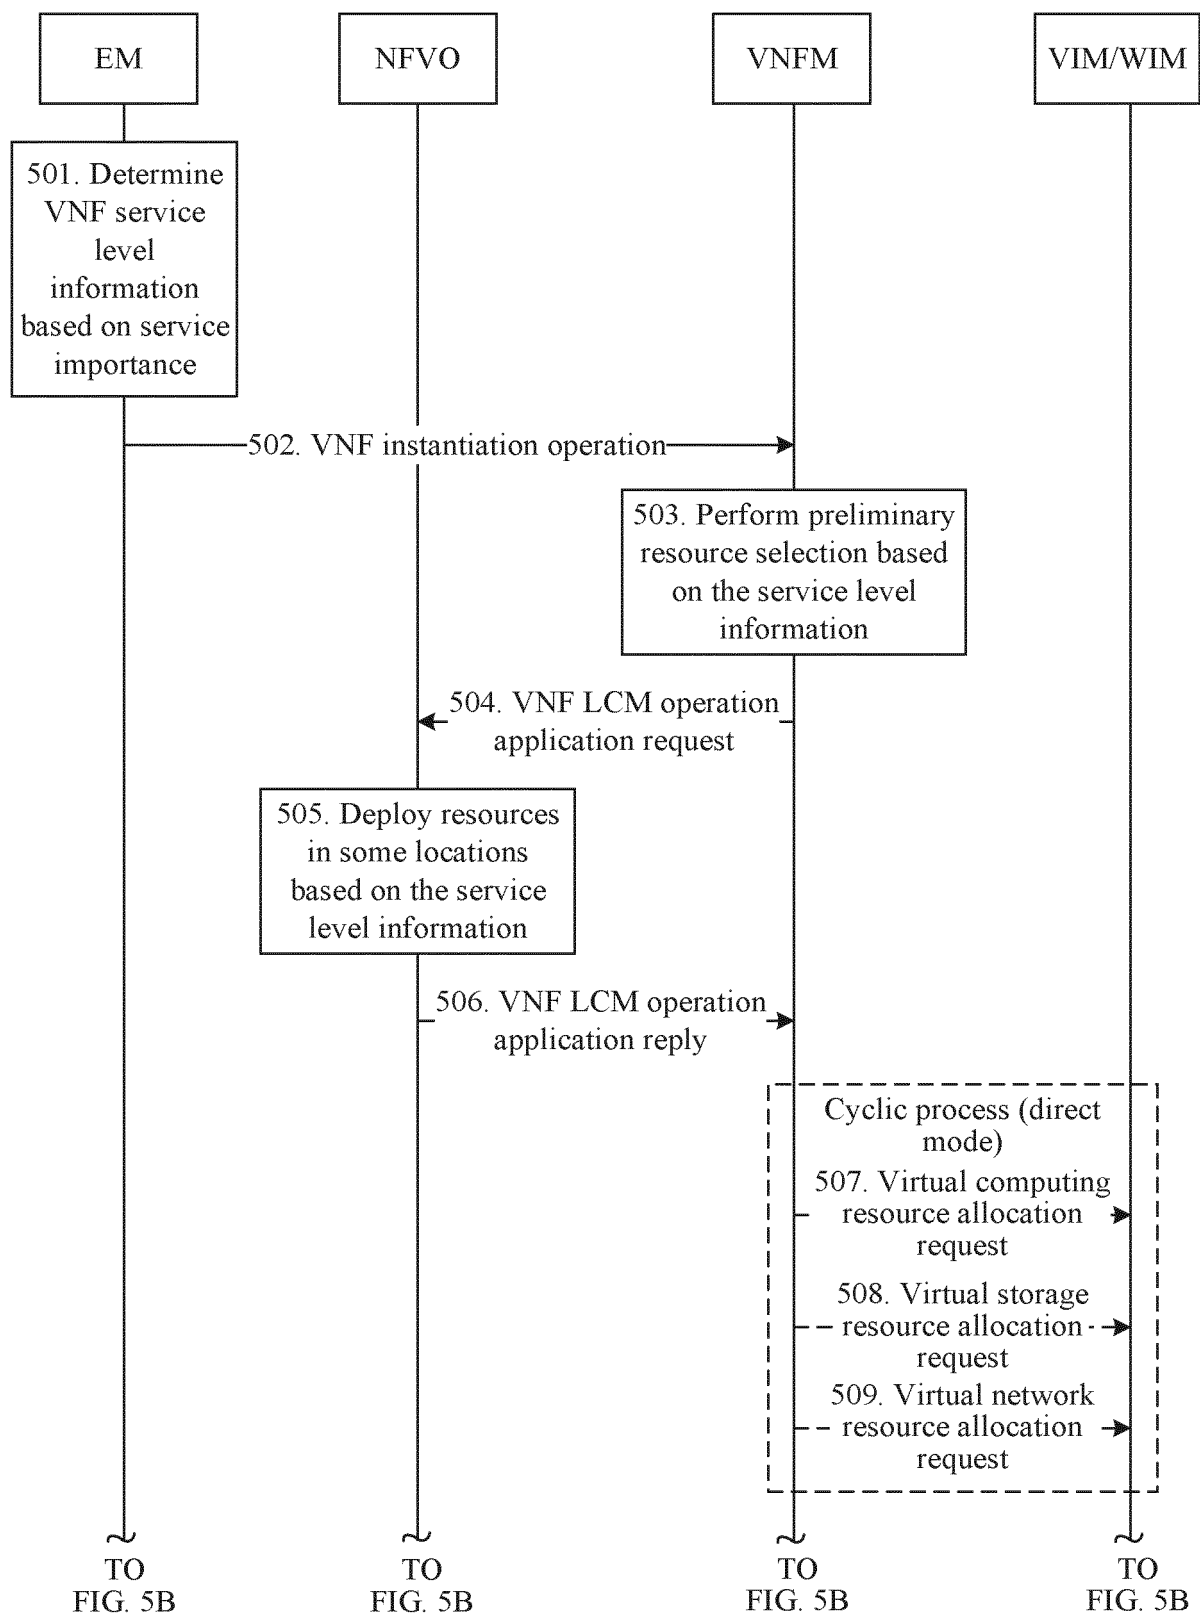 EM
NFVO
VNFM
VIM/WIM
501. Determine
VNF service
level
information
based on service
importance
502. VNF instantiation operation
503. Perform preliminary
resource selection based
on the service level
information
504. VNF LCM operation
application request
505. Deploy resources
in some locations
based on the service
level information
506. VNF LCM operation
application reply
Cyclic process (direct
mode)
507. Virtual computing
resource allocation
request
508. Virtual storage
resource allocation
request
509. Virtual network
resource allocation
request
TO
FIG. 5B
TO
FIG. 5B
TO
FIG. 5B
TO
FIG. 5B